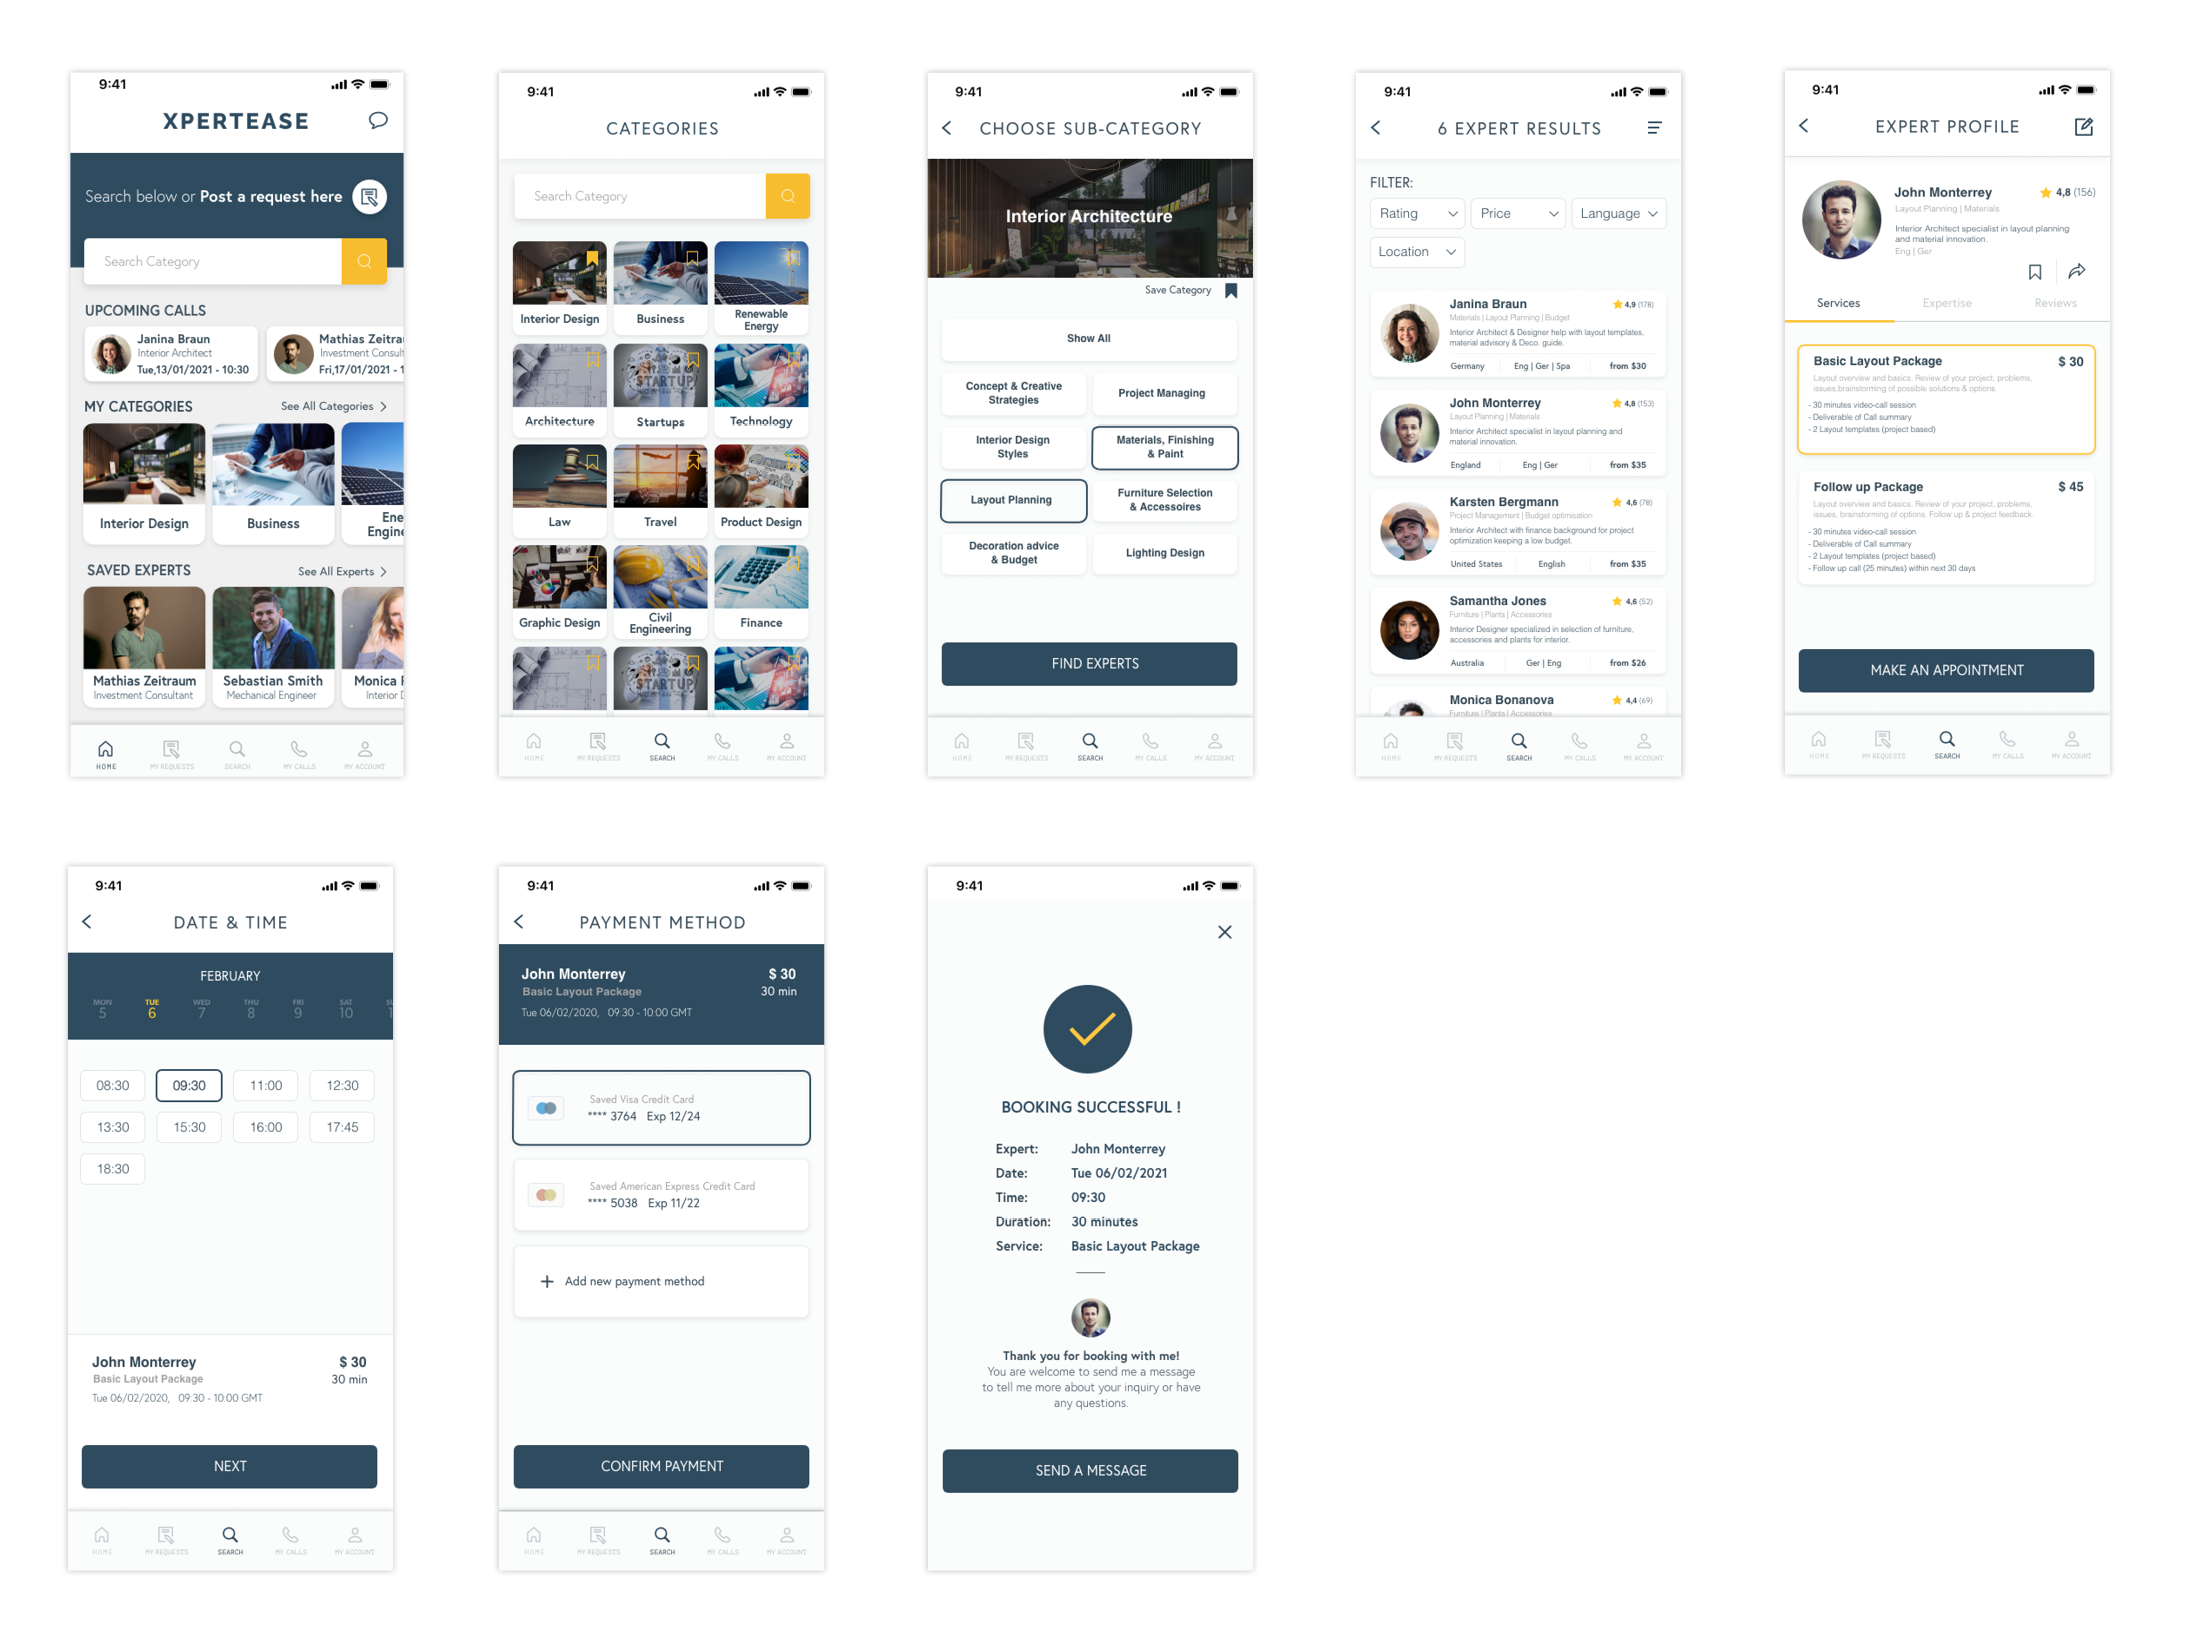 9:41
XPERTEASE
Search below or Post a request here
Search Category
UPCOMING CALLS
Janina Braun
Interior Architect
Tue,13/01/2021 - 10:30
Mathias Zeitrau
Investment Consult
Fri,17/01/2021 - 1
MY CATEGORIES
See All Categories
Interior Design
Business
Ene
Engine
SAVED EXPERTS
See All Experts
Mathias Zeitraum
Investment Consultant
Sebastian Smith
Mechanical Engineer
Monica
Interior
HOME
MY REQUESTS
SEARCH
MY CALLS
MY ACCOUNT
9:41
CATEGORIES
Search Category
Interior Design
Business
Renewable
Energy
Architecture
STARTUP
Startups
Technology
Law
Travel
Product Design
Graphic Design
Civil
Engineering
Finance
STARTUP
HOME
MY REQUESTS
SEARCH
MY CALLS
MY ACCOUNT
9:41
CHOOSE SUB-CATEGORY
Interior Architecture
Save Category
Show All
Concept & Creative
Strategies
Project Managing
Interior Design
Styles
Materials, Finishing
& Paint
Layout Planning
Furniture Selection
& Accessoires
Decoration advice
& Budget
Lighting Design
FIND EXPERTS
HOME
MY REQUESTS
SEARCH
MY CALLS
MY ACCOUNT
9:41
6 EXPERT RESULTS
FILTER:
Rating
Price
Language
Location
Janina Braun
4,9 (178)
Materials | Layout Planning | Budget
Interior Architect & Designer help with layout templates,
material advisory & Deco. guide.
Germany
Eng | Ger | Spa
from $30
John Monterrey
4,8 (153)
Layout Planning | Materials
Interior Architect specialist in layout planning and
material innovation.
England
Eng | Ger
from $35
Karsten Bergmann
4,6 (78)
Project Management | Budget optimisation
Interior Architect with finance background for project
optimization keeping a low budget.
United States
English
from $35
Samantha Jones
4,6 (52)
Furniture | Plants | Accessories
Interior Designer specialized in selection of furniture,
accessories and plants for interior.
Australia
Ger | Eng
from $26
Monica Bonanova
4,4 (69)
Furniture | Plants | Accessories
HOME
MY REQUESTS
SEARCH
MY CALLS
MY ACCOUNT
9:41
EXPERT PROFILE
John Monterrey
4,8 (156)
Layout Planning | Materials
Interior Architect specialist in layout planning
and material innovation.
Eng | Ger
Services
Expertise
Reviews
Basic Layout Package
$ 30
Layout overview and basics. Review of your project, problems,
issues,brainstorming of possible solutions & options.
- 30 minutes video-call session
- Deliverable of Call summary
- 2 Layout templates (project based)
Follow up Package
$ 45
Layout overview and basics. Review of your project, problems,
issues, brainstorming of options. Follow up & project feedback.
- 30 minutes video-call session
- Deliverable of Call summary
- 2 Layout templates (project based)
- Follow up call (25 minutes) within next 30 days
MAKE AN APPOINTMENT
HOME
MY REQUESTS
SEARCH
MY CALLS
MY ACCOUNT
9:41
DATE & TIME
FEBRUARY
MON
TUE
WED
THU
FRI
SAT
5
6
7
8
9
10
1
08:30
09:30
11:00
12:30
13:30
15:30
16:00
17:45
18:30
John Monterrey
$ 30
Basic Layout Package
30 min
Tue 06/02/2020, 09:30 - 10:00 GMT
NEXT
HOME
MY REQUESTS
SEARCH
MY CALLS
MY ACCOUNT
9:41
PAYMENT METHOD
John Monterrey
$ 30
Basic Layout Package
30 min
Tue 06/02/2020, 09:30 - 10:00 GMT
Saved Visa Credit Card
**** 3764 Exp 12/24
Saved American Express Credit Card
**** 5038 Exp 11/22
Add new payment method
CONFIRM PAYMENT
HOME
MY REQUESTS
SEARCH
MY CALLS
MY ACCOUNT
9:41
BOOKING SUCCESSFUL !
Expert: John Monterrey
Date: Tue 06/02/2021
Time: 09:30
Duration: 30 minutes
Service: Basic Layout Package
Thank you for booking with me!
You are welcome to send me a message
to tell me more about your inquiry or have
any questions.
SEND A MESSAGE